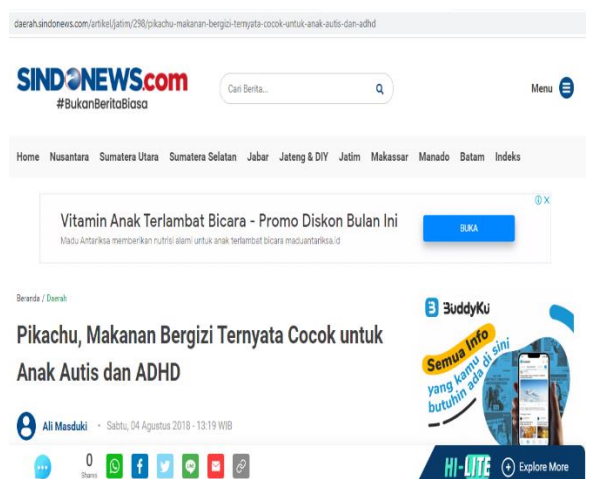 daerah.sindonews.com/artikel/jatim/298/pikachu-makanan-bergizi-ternyata-cocok-untuk-anak-autis-dan-adhd
SINDONEWS.com
#BukanBeritaBiasa
Cari Berita...
Menu
Home Nusantara Sumatera Utara Sumatera Selatan Jabar Jateng & DIY Jatim Makassar Manado Batam Indeks
Vitamin Anak Terlambat Bicara - Promo Diskon Bulan Ini
Madu Antariksa memberikan nutrisi alami untuk anak terlambat bicara maduantariksa.id
BUKA
Beranda / Daerah
Pikachu, Makanan Bergizi Ternyata Cocok untuk
Anak Autis dan ADHD
Ali Masduki - Sabtu, 04 Agustus 2018 - 13:19 WIB
BuddyKu
Semua Info
yang kamu
butuhin ada di sini
0
Shares
HI-LITE
Explore More